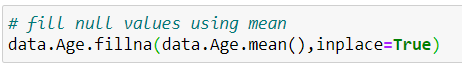 # fill null values using mean
data.Age.fillna(data.Age.mean(),inplace=True)